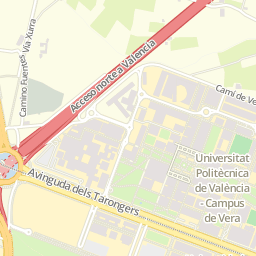 Acceso norte a Valencia
Vía Xurra
Camino Fuentes
Camí de Ve
Universitat
Politècnica
de València
- Campus
de Vera
Avinguda dels Tarongers